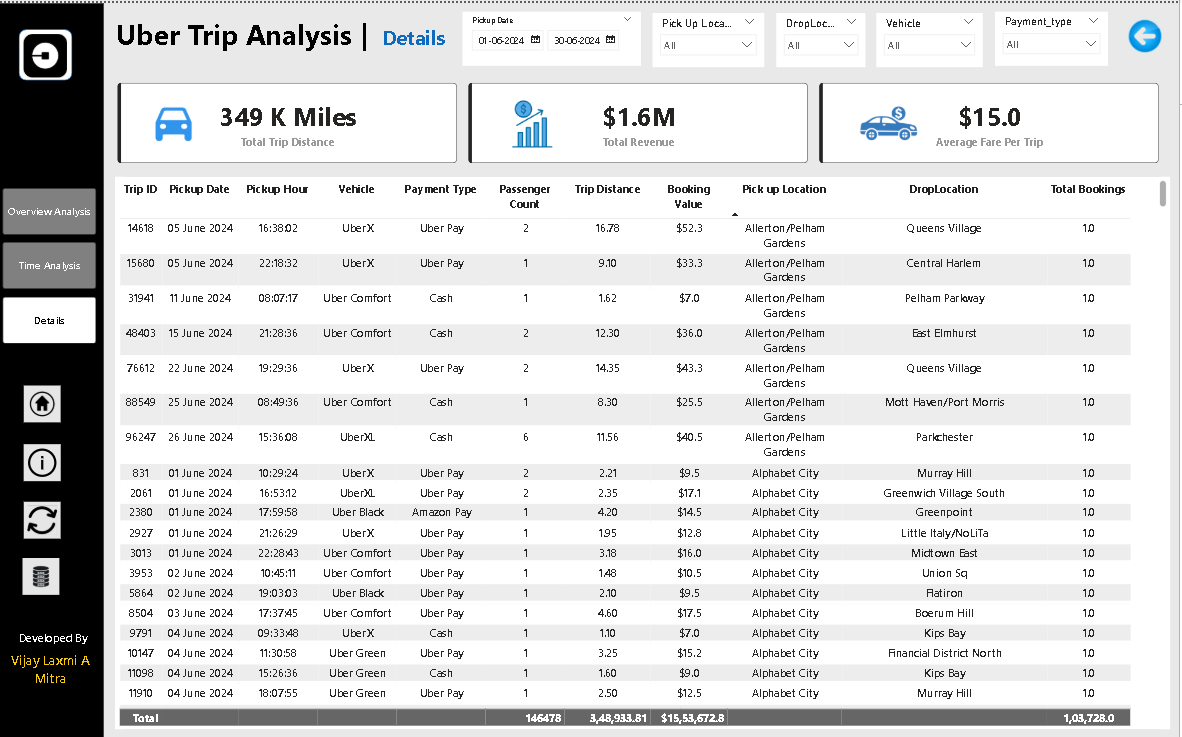 Uber Trip Analysis | Details
Pickup Date
01-06-2024 30-06-2024
Pick Up Loca...
All
DropLoc...
All
Vehicle
All
Payment_type
All
349 K Miles
Total Trip Distance
$1.6M
Total Revenue
$15.0
Average Fare Per Trip
Overview Analysis
Time Analysis
Details
Developed By
Vijay Laxmi A
Mitra
Trip ID Pickup Date Pickup Hour Vehicle Payment Type Passenger Count Trip Distance Booking Value Pick up Location DropLocation Total Bookings
14618 05 June 2024 16:38:02 UberX Uber Pay 2 16.78 $52.3 Allerton/Pelham Gardens Queens Village 1.0
15680 05 June 2024 22:18:32 UberX Uber Pay 1 9.10 $33.3 Allerton/Pelham Gardens Central Harlem 1.0
31941 11 June 2024 08:07:17 Uber Comfort Cash 1 1.62 $7.0 Allerton/Pelham Gardens Pelham Parkway 1.0
48403 15 June 2024 21:28:36 Uber Comfort Cash 2 12.30 $36.0 Allerton/Pelham Gardens East Elmhurst 1.0
76612 22 June 2024 19:29:36 UberX Uber Pay 2 14.35 $43.3 Allerton/Pelham Gardens Queens Village 1.0
88549 25 June 2024 08:49:36 Uber Comfort Cash 1 8.30 $25.5 Allerton/Pelham Gardens Mott Haven/Port Morris 1.0
96247 26 June 2024 15:36:08 UberXL Cash 6 11.56 $40.5 Allerton/Pelham Gardens Parkchester 1.0
831 01 June 2024 10:29:24 UberX Uber Pay 2 2.21 $9.5 Alphabet City Murray Hill 1.0
2061 01 June 2024 16:53:12 UberXL Uber Pay 2 2.35 $17.1 Alphabet City Greenwich Village South 1.0
2380 01 June 2024 17:59:58 Uber Black Amazon Pay 1 4.20 $14.5 Alphabet City Greenpoint 1.0
2927 01 June 2024 21:26:29 UberX Uber Pay 1 1.95 $12.8 Alphabet City Little Italy/NoLiTa 1.0
3013 01 June 2024 22:28:43 Uber Comfort Uber Pay 1 3.18 $16.0 Alphabet City Midtown East 1.0
3953 02 June 2024 10:45:11 Uber Comfort Uber Pay 1 1.48 $10.5 Alphabet City Union Sq 1.0
5864 02 June 2024 19:03:03 Uber Black Uber Pay 1 2.10 $9.5 Alphabet City Flatiron 1.0
8504 03 June 2024 17:37:45 Uber Comfort Uber Pay 1 4.60 $17.5 Alphabet City Boerum Hill 1.0
9791 04 June 2024 09:33:48 UberX Cash 1 1.10 $7.0 Alphabet City Kips Bay 1.0
10147 04 June 2024 11:30:58 Uber Green Uber Pay 1 3.25 $15.2 Alphabet City Financial District North 1.0
11098 04 June 2024 15:26:36 Uber Green Cash 1 1.60 $9.0 Alphabet City Kips Bay 1.0
11910 04 June 2024 18:07:55 Uber Green Uber Pay 1 2.50 $12.5 Alphabet City Murray Hill 1.0
Total 146478 3,48,933.81 $15,53,672.8 1,03,728.0